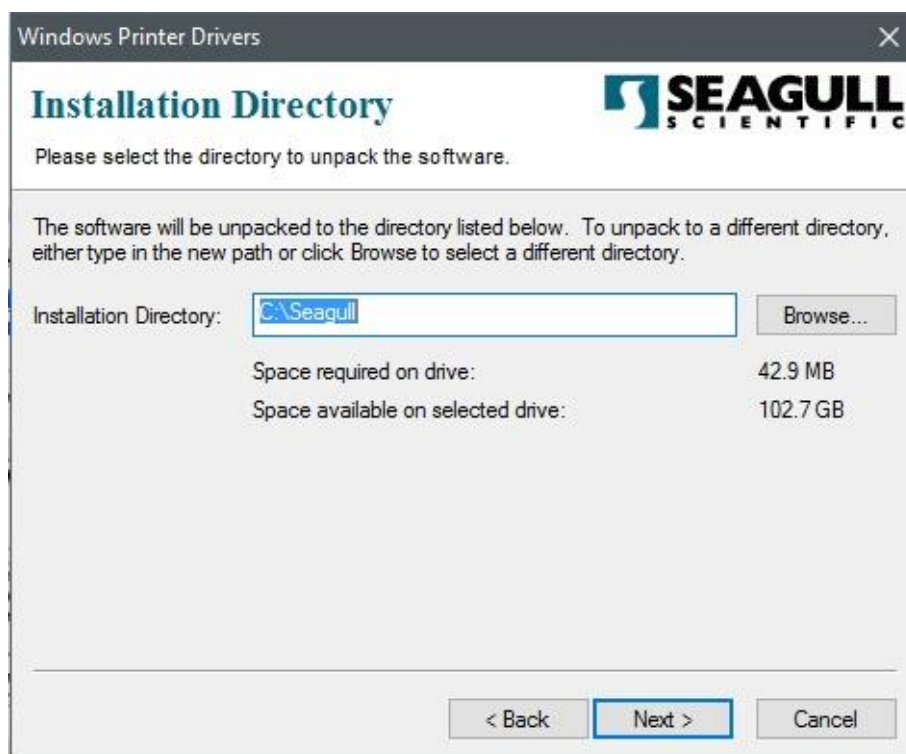 Windows Printer Drivers
Installation Directory
SEAGULL
SCIENTIFIC
Please select the directory to unpack the software.
The software will be unpacked to the directory listed below. To unpack to a different directory,
either type in the new path or click Browse to select a different directory.
Installation Directory: C:\Seagull Browse...
Space required on drive: 42.9 MB
Space available on selected drive: 102.7 GB
< Back Next > Cancel